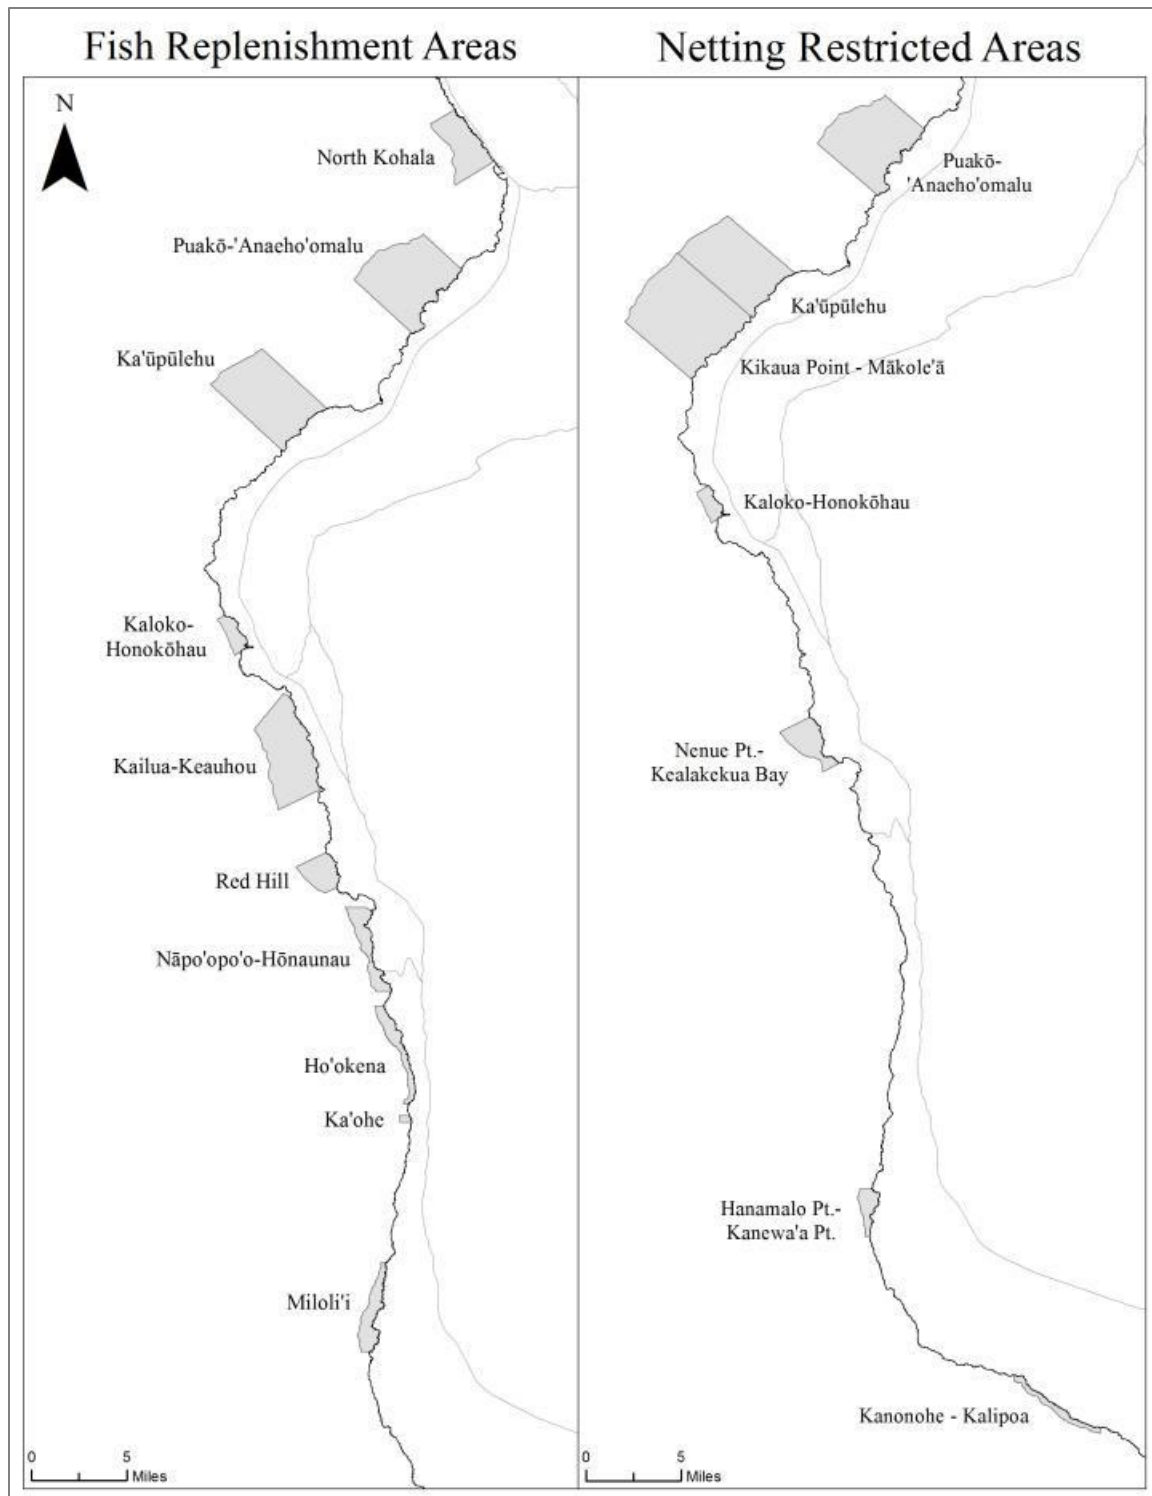 Fish Replenishment Areas
N
North Kohala
Puakō-'Anaeho'omalu
Ka'ūpūlehu
Kaloko-
Honokōhau
Kailua-Keauhou
Red Hill
Nāpo'opo'o-Hōnaunau
Ho'okena
Ka'ohe
Miloli'i
0 5
Miles
Netting Restricted Areas
Puakō-
'Anaeho'omalu
Ka'ūpūlehu
Kikaua Point - Mākole'ā
Kaloko-Honokōhau
Nenue Pt.-
Kealakekua Bay
Hanamalo Pt.-
Kanewa'a Pt.
Kanonohe - Kalipoa
0 5
Miles